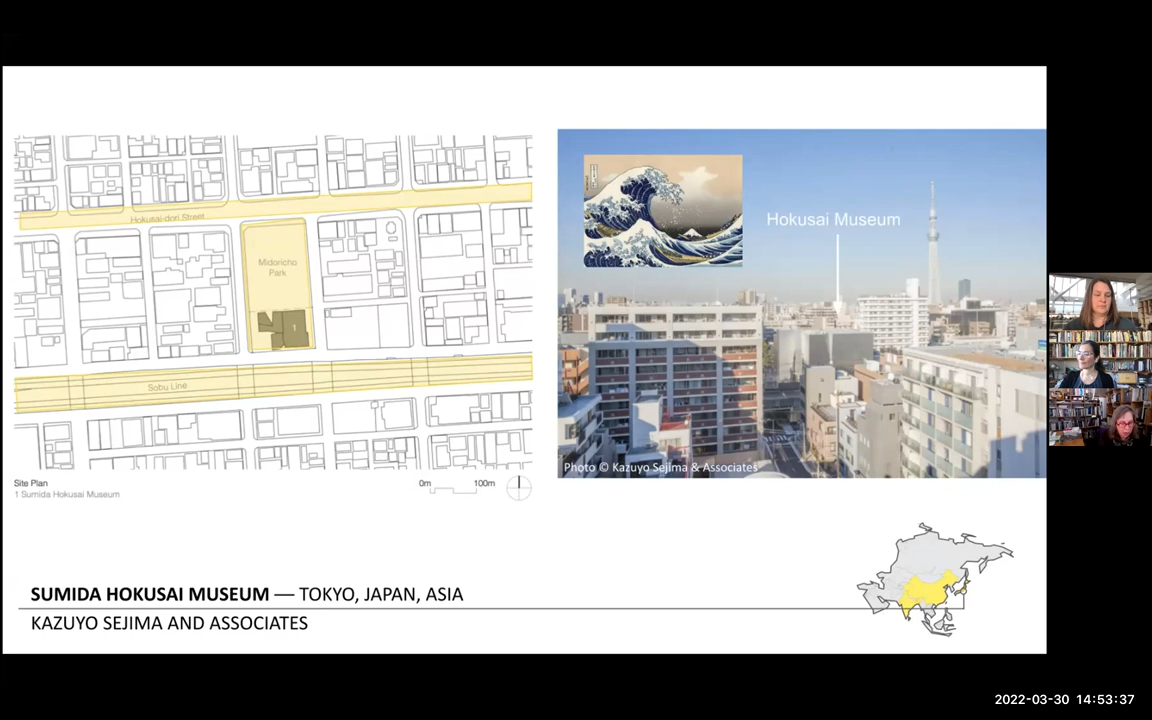 Hokusai-dori Street
Midoricho
Park
1
Sobu Line
Site Plan
1 Sumida Hokusai Museum
0m 100m
Hokusai Museum
Photo © Kazuyo Sejima & Associates
SUMIDA HOKUSAI MUSEUM — TOKYO, JAPAN, ASIA
KAZUYO SEJIMA AND ASSOCIATES
2022-03-30 14:53:37